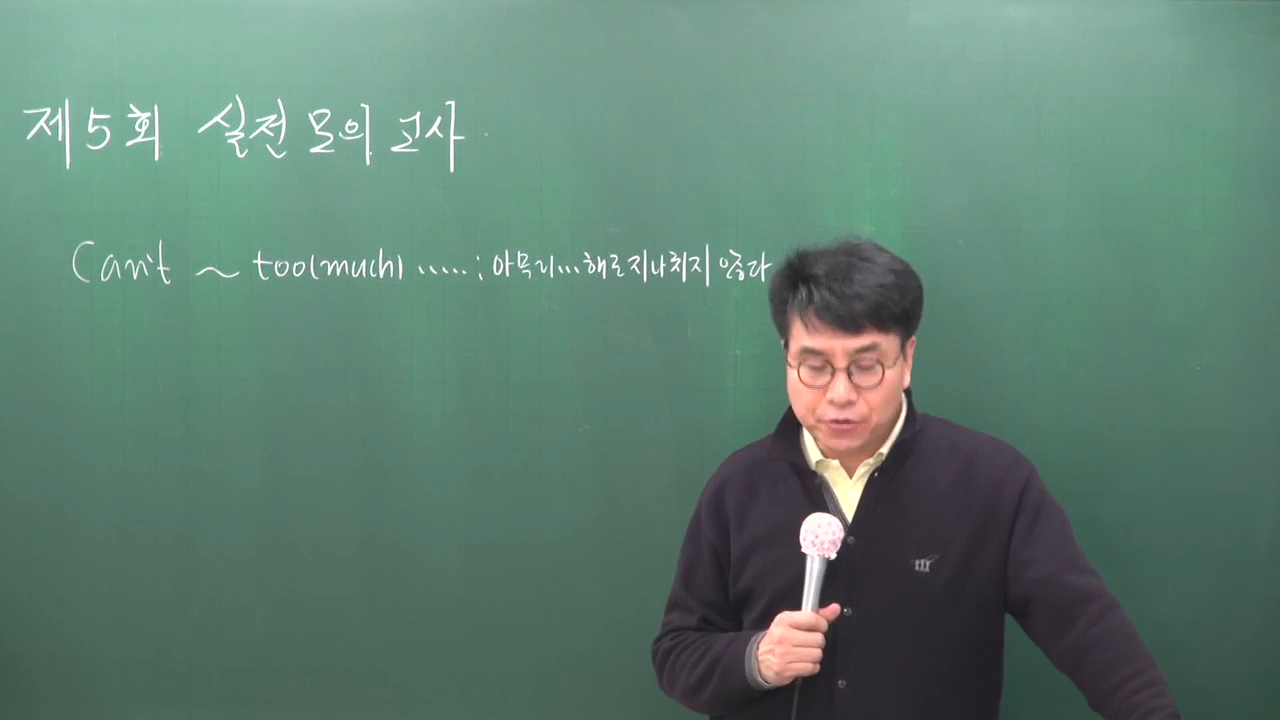 제5회 실전모의고사
Can't ~ too(much) ..... : 아무리...해도지나치지 않다